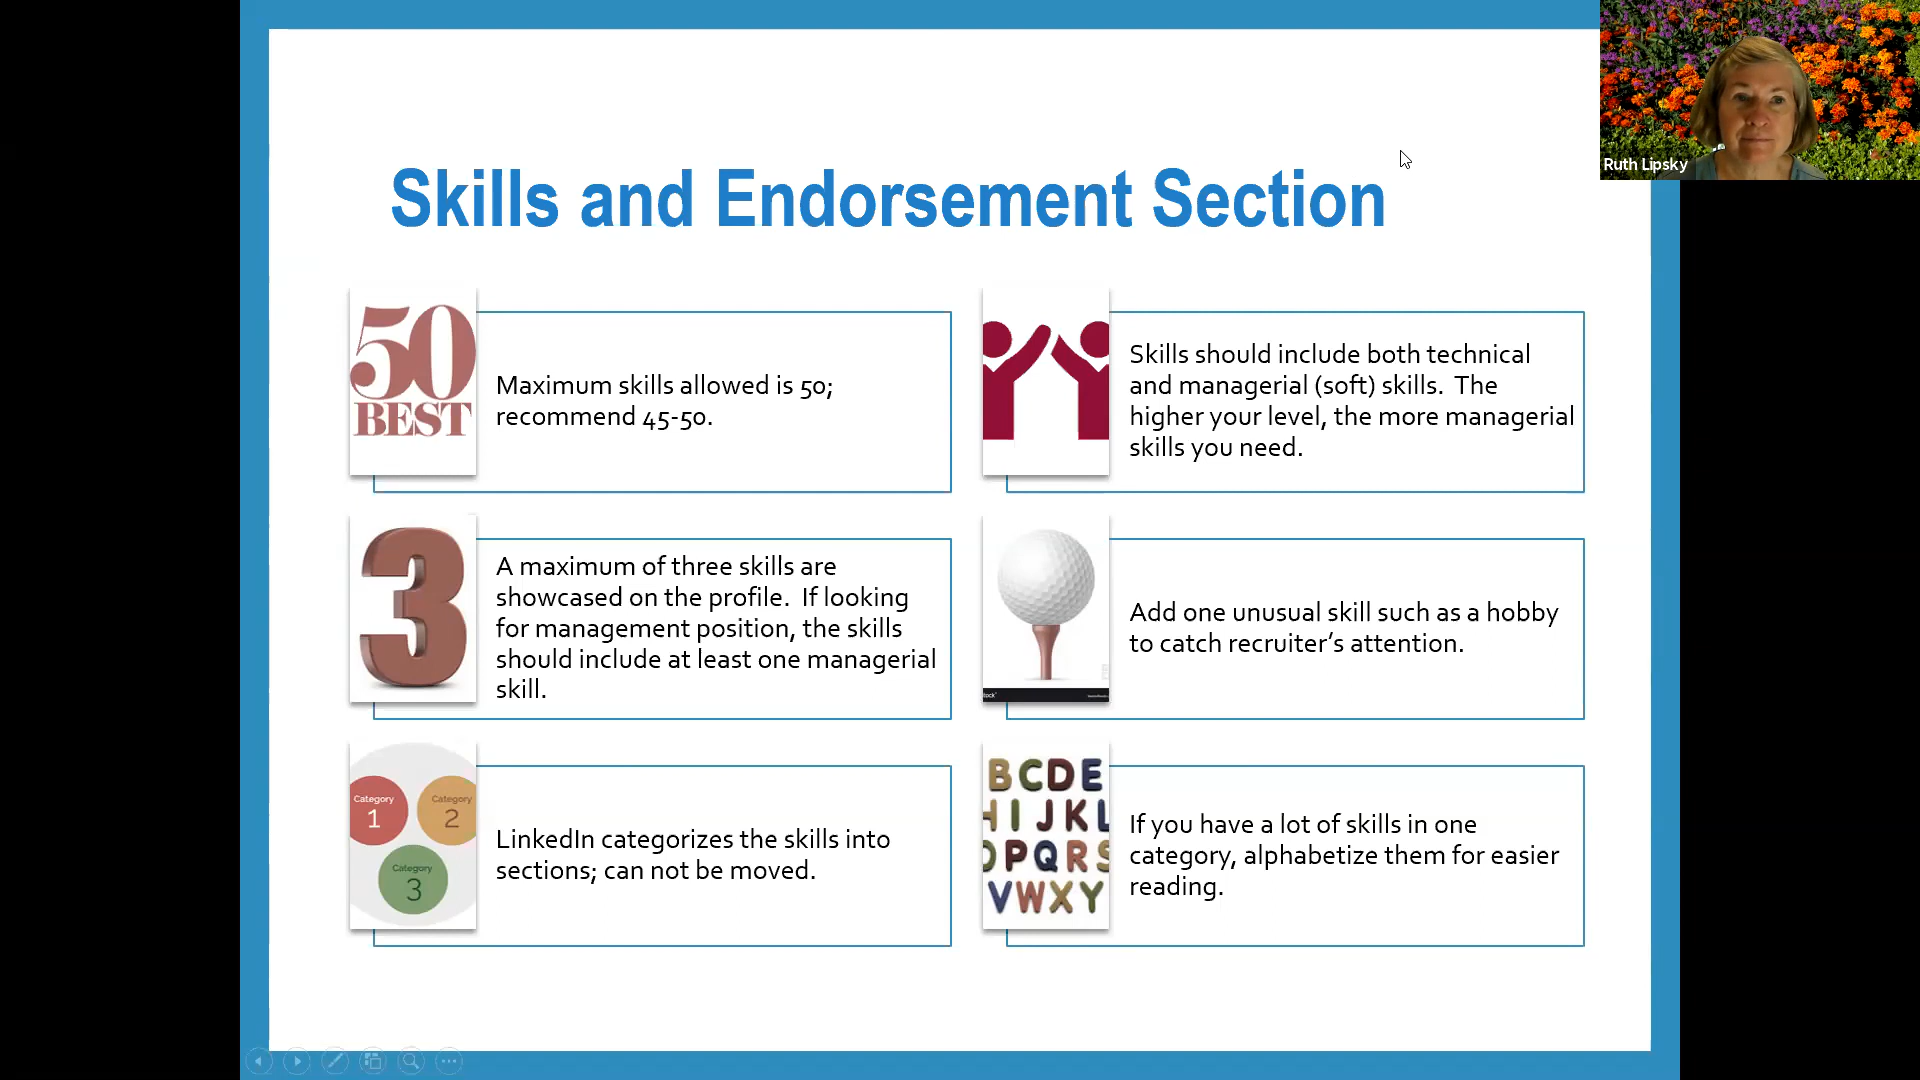 Skills and Endorsement Section
Ruth Lipsky
50
BEST
Maximum skills allowed is 50;
recommend 45-50.
Skills should include both technical
and managerial (soft) skills.  The
higher your level, the more managerial
skills you need.
3
A maximum of three skills are
showcased on the profile.  If looking
for management position, the skills
should include at least one managerial
skill.
Add one unusual skill such as a hobby
to catch recruiter’s attention.
Category
1
Category
2
Category
3
LinkedIn categorizes the skills into
sections; can not be moved.
BCDE
HIJKL
OPQRS
VWXY
If you have a lot of skills in one
category, alphabetize them for easier
reading.